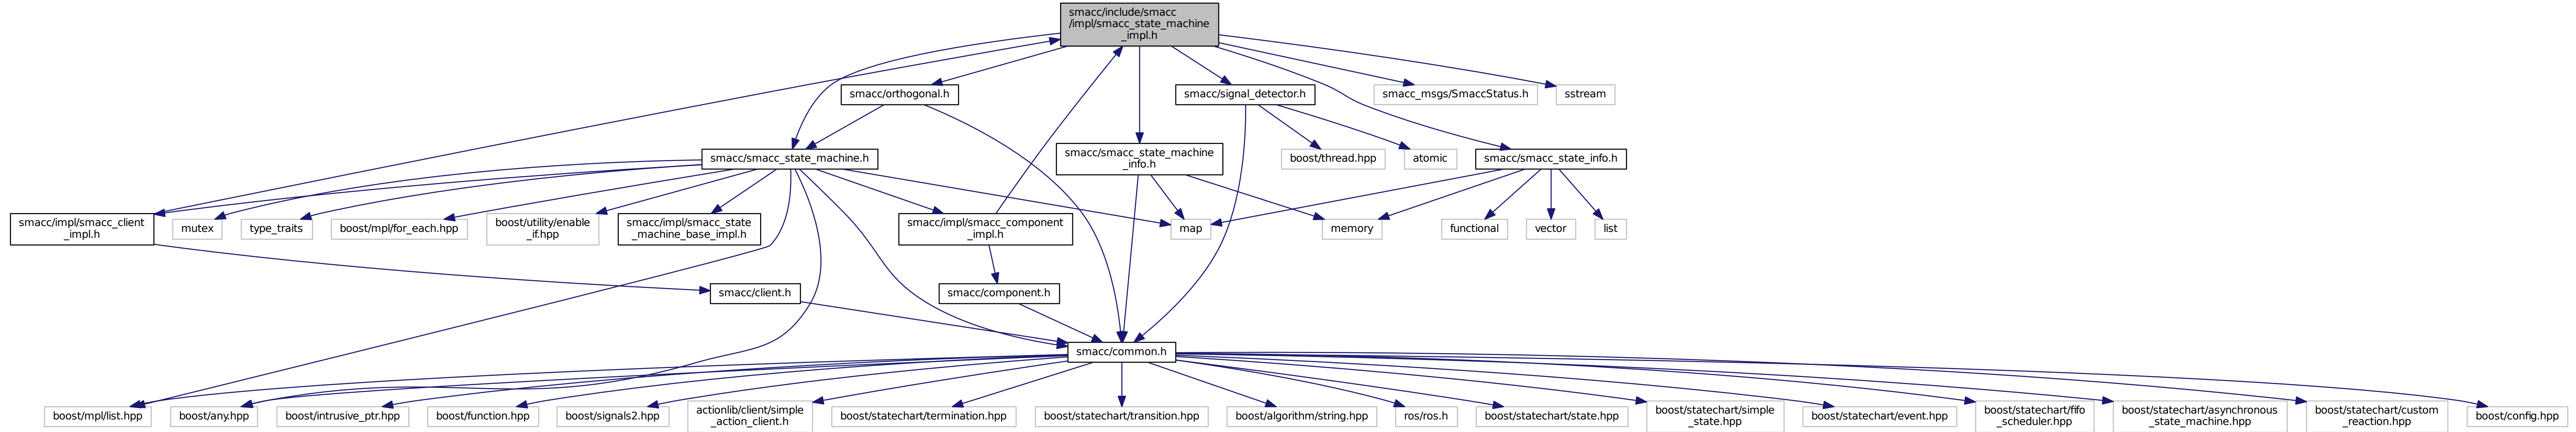 smacc/include/smacc
/impl/smacc_state_machine
_impl.h
smacc/orthogonal.h
smacc/signal_detector.h
smacc_msgs/SmaccStatus.h
sstream
smacc/smacc_state_machine.h
smacc/smacc_state_machine
_info.h
boost/thread.hpp
atomic
smacc/smacc_state_info.h
smacc/impl/smacc_client
_impl.h
mutex
type_traits
boost/mpl/for_each.hpp
boost/utility/enable
_if.hpp
smacc/impl/smacc_state
_machine_base_impl.h
smacc/impl/smacc_component
_impl.h
map
memory
functional
vector
list
smacc/client.h
smacc/component.h
smacc/common.h
boost/mpl/list.hpp
boost/any.hpp
boost/intrusive_ptr.hpp
boost/function.hpp
boost/signals2.hpp
actionlib/client/simple
_action_client.h
boost/statechart/termination.hpp
boost/statechart/transition.hpp
boost/algorithm/string.hpp
ros/ros.h
boost/statechart/state.hpp
boost/statechart/simple
_state.hpp
boost/statechart/event.hpp
boost/statechart/fifo
_scheduler.hpp
boost/statechart/asynchronous
_state_machine.hpp
boost/statechart/custom
_reaction.hpp
boost/config.hpp